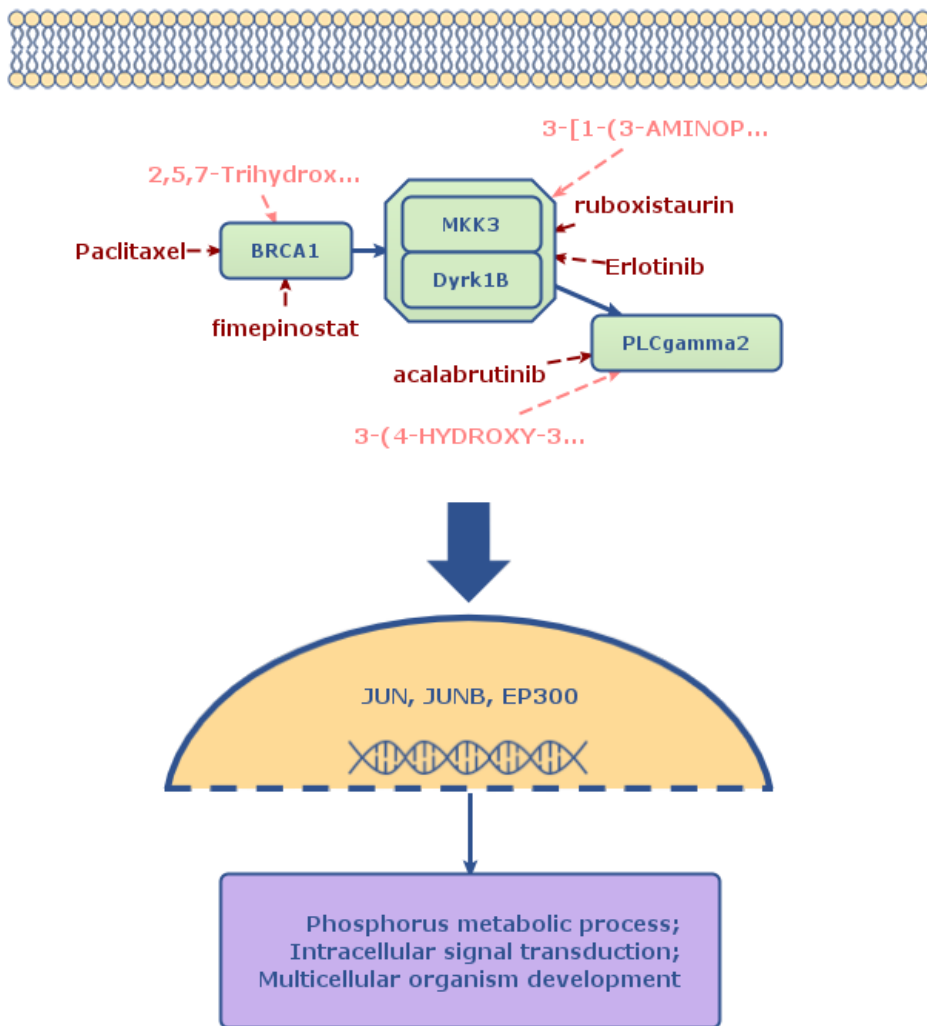 3-[1-(3-AMINOP...
2,5,7-Trihydrox...
ruboxistaurin
MKK3
Paclitaxel
BRCA1
Erlotinib
Dyrk1B
fimepinostat
PLCgamma2
acalabrutinib
3-(4-HYDROXY-3...
JUN, JUNB, EP300
Phosphorus metabolic process;
Intracellular signal transduction;
Multicellular organism development